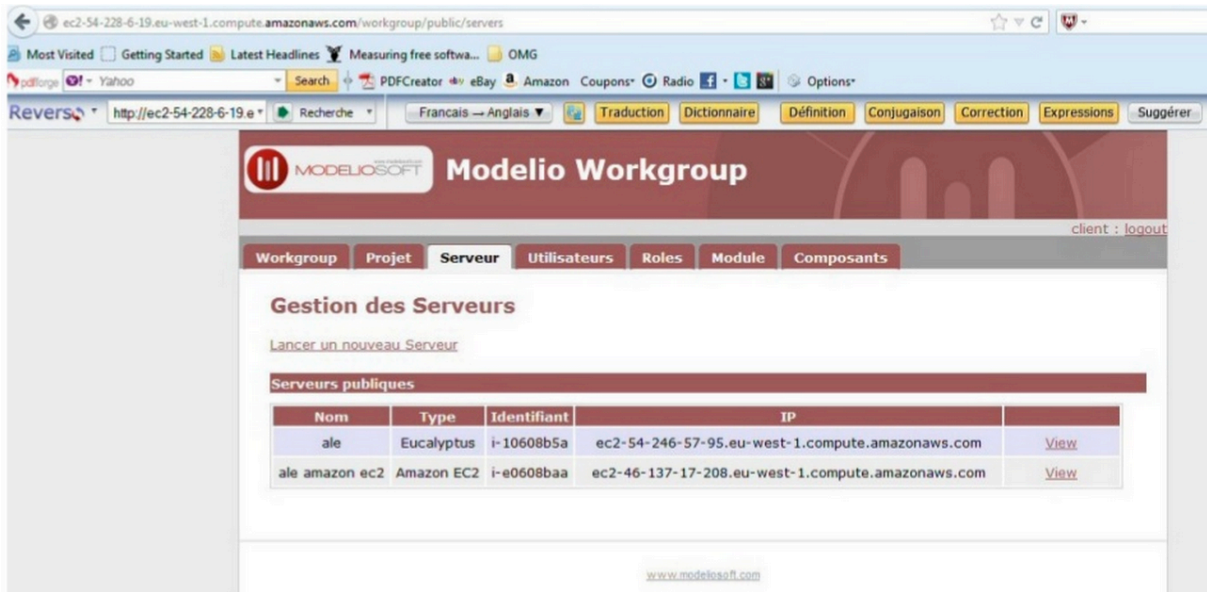 ec2-54-228-6-19.eu-west-1.compute.amazonaws.com/workgroup/public/servers
Most Visited Getting Started Latest Headlines Measuring free softwa... OMG
pdfforge Yahoo Search PDFCreator eBay Amazon Coupons Radio Options
Reverso http://ec2-54-228-6-19.e Recherche Francais → Anglais Traduction Dictionnaire Définition Conjugaison Correction Expressions Suggérer
MODELIOSOFT Modelio Workgroup
client : logout
Workgroup Projet Serveur Utilisateurs Roles Module Composants
Gestion des Serveurs
Lancer un nouveau Serveur
Serveurs publiques
Nom Type Identifiant IP
ale Eucalyptus i-10608b5a ec2-54-246-57-95.eu-west-1.compute.amazonaws.com View
ale amazon ec2 Amazon EC2 i-e0608baa ec2-46-137-17-208.eu-west-1.compute.amazonaws.com View
www.modeliosoft.com